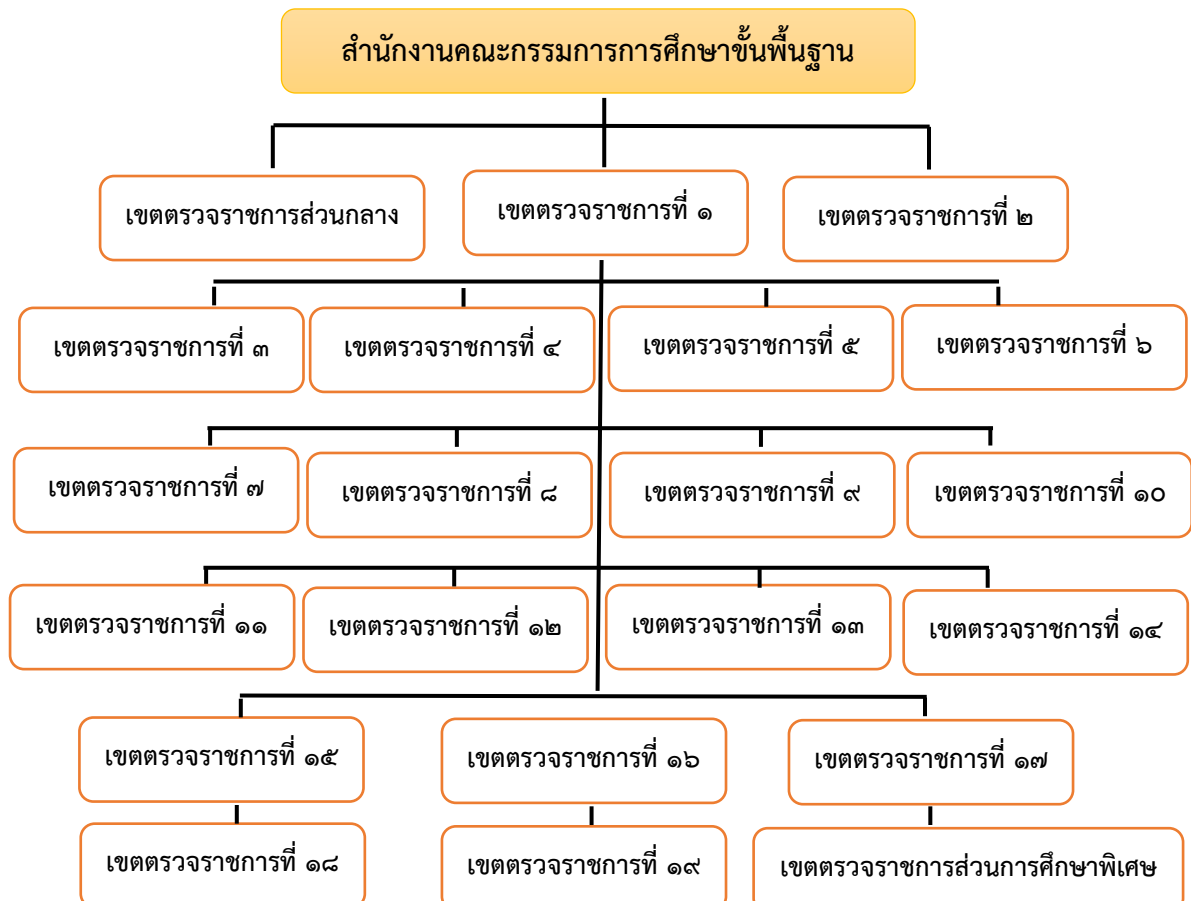 สำนักงานคณะกรรมการการศึกษาขั้นพื้นฐาน
เขตตรวจราชการส่วนกลาง
เขตตรวจราชการที่ ๑
เขตตรวจราชการที่ ๒
เขตตรวจราชการที่ ๓
เขตตรวจราชการที่ ๔
เขตตรวจราชการที่ ๕
เขตตรวจราชการที่ ๖
เขตตรวจราชการที่ ๗
เขตตรวจราชการที่ ๘
เขตตรวจราชการที่ ๙
เขตตรวจราชการที่ ๑๐
เขตตรวจราชการที่ ๑๑
เขตตรวจราชการที่ ๑๒
เขตตรวจราชการที่ ๑๓
เขตตรวจราชการที่ ๑๔
เขตตรวจราชการที่ ๑๕
เขตตรวจราชการที่ ๑๖
เขตตรวจราชการที่ ๑๗
เขตตรวจราชการที่ ๑๘
เขตตรวจราชการที่ ๑๙
เขตตรวจราชการส่วนการศึกษาพิเศษ